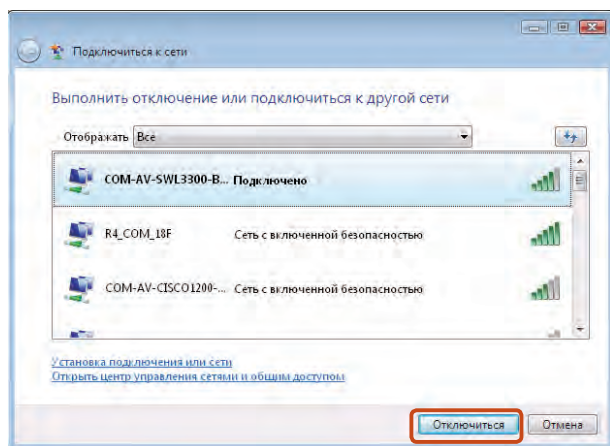 Подключиться к сети
Выполнить отключение или подключиться к другой сети
Отображать Все
COM-AV-SWL3300-B... Подключено
R4_COM_18F Сеть с включенной безопасностью
COM-AV-CISCO1200-... Сеть с включенной безопасностью
Установка подключения или сети
Открыть центр управления сетями и общим доступом
Отключиться Отмена